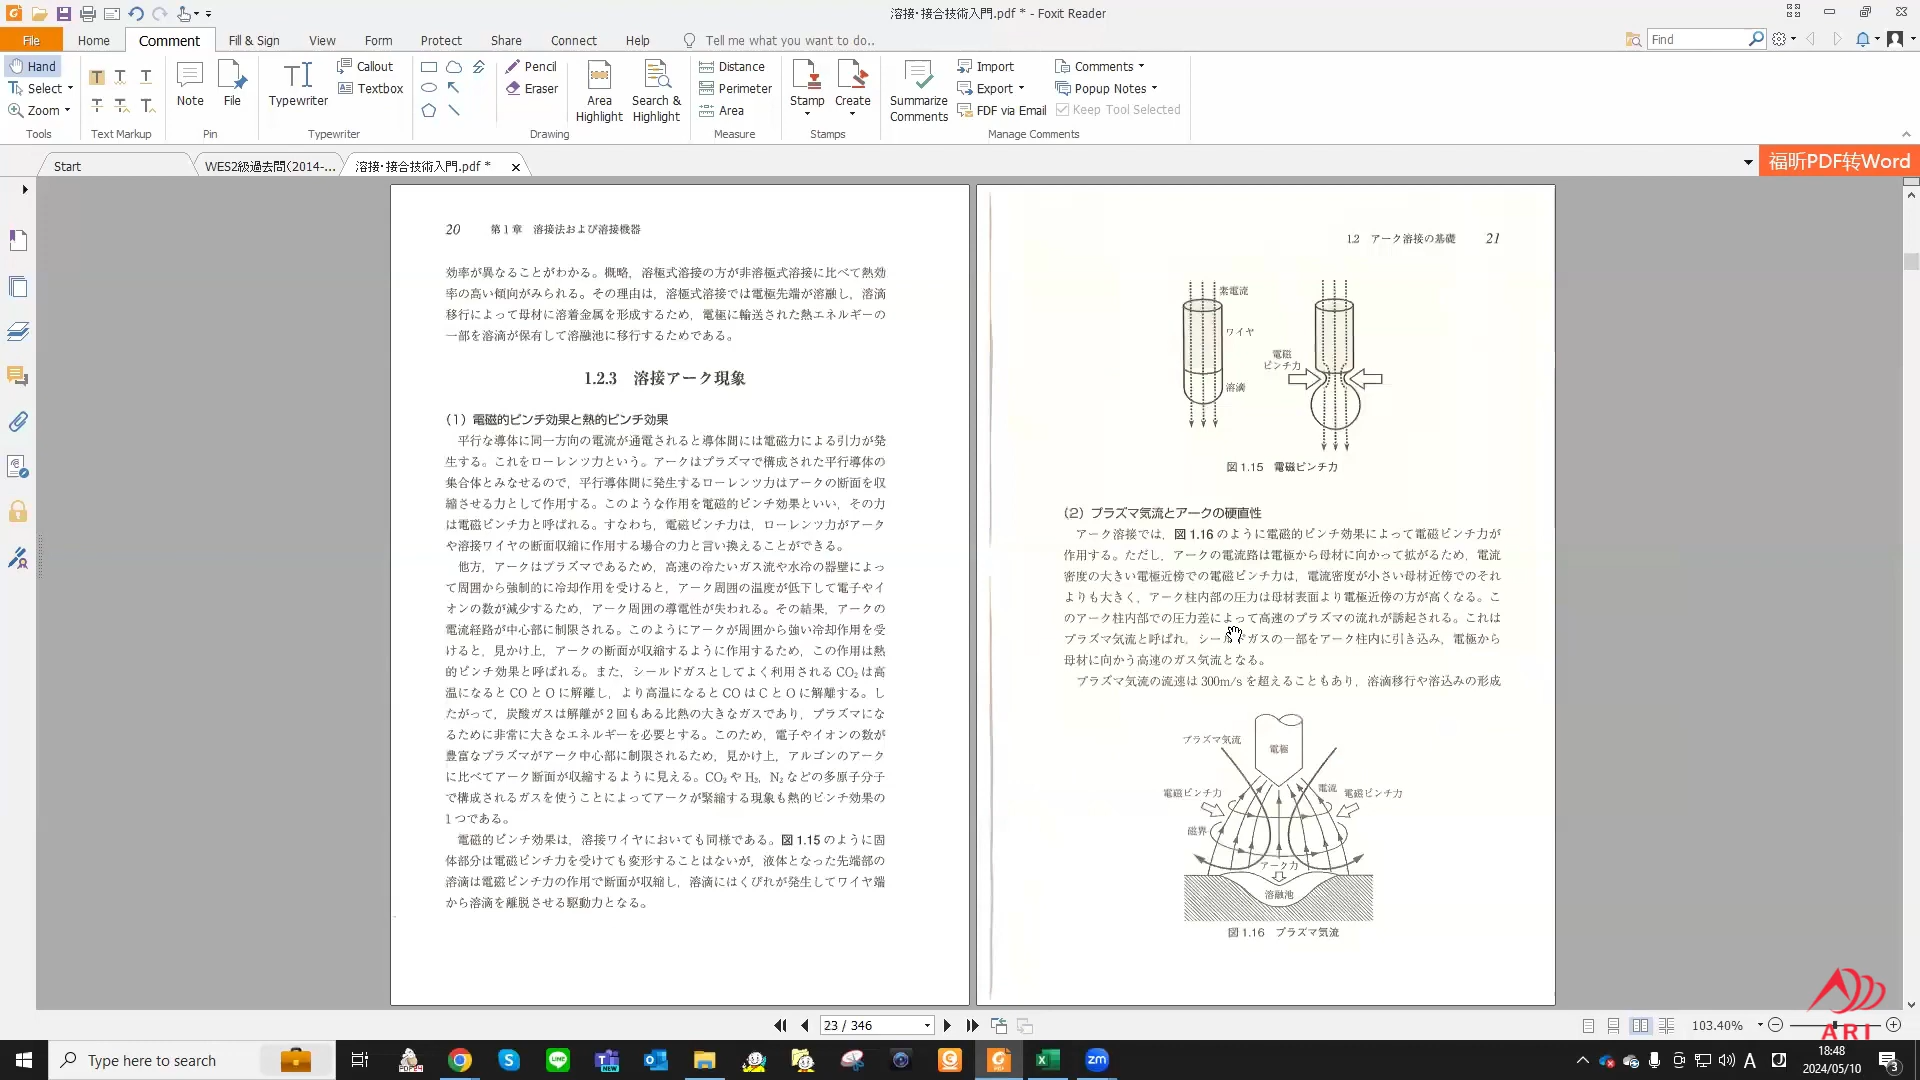 溶接・接合技術入門.pdf * - Foxit Reader
File
Home
Comment
Fill & Sign
View
Form
Protect
Share
Connect
Help
Tell me what you want to do..
Find
Hand
Select
Zoom
Tools
Text Markup
Note
File
Pin
Typewriter
Callout
Textbox
Typewriter
Pencil
Eraser
Area
Highlight
Search &
Highlight
Drawing
Distance
Perimeter
Area
Measure
Stamp
Create
Stamps
Summarize
Comments
Import
Export
FDF via Email
Comments
Popup Notes
Keep Tool Selected
Manage Comments
Start
WES2級過去問(2014-...
溶接・接合技術入門.pdf *
福昕PDF转Word
20 第1章 溶接法および溶接機器
効率が異なることがわかる。概略,溶極式溶接の方が非溶極式溶接に比べて熱効
率の高い傾向がみられる。その理由は,溶極式溶接では電極先端が溶融し,溶滴
移行によって母材に溶着金属を形成するため,電極に輸送された熱エネルギーの
一部を溶滴が保有して溶融池に移行するためである。
1.2.3 溶接アーク現象
(1)電磁的ピンチ効果と熱的ピンチ効果
平行な導体に同一方向の電流が通電されると導体間には電磁力による引力が発
生する。これをローレンツ力という。アークはプラズマで構成された平行導体の
集合体とみなせるので,平行導体間に発生するローレンツ力はアークの断面を収
縮させる力として作用する。このような作用を電磁的ピンチ効果といい,その力
は電磁ピンチ力と呼ばれる。すなわち,電磁ピンチ力は,ローレンツ力がアーク
や溶接ワイヤの断面収縮に作用する場合の力と言い換えることができる。
他方,アークはプラズマであるため,高速の冷たいガス流や水冷の器壁によっ
て周囲から強制的に冷却作用を受けると,アーク周囲の温度が低下して電子やイ
オンの数が減少するため,アーク周囲の導電性が失われる。その結果,アークの
電流経路が中心部に制限される。このようにアークが周囲から強い冷却作用を受
けると,見かけ上,アークの断面が収縮するように作用するため,この作用は熱
的ピンチ効果と呼ばれる。また,シールドガスとしてよく利用されるCO₂は高
温になるとCOとOに解離し,より高温になるとCOはCとOに解離する。し
たがって,炭酸ガスは解離が2回もある比熱の大きなガスであり,プラズマにな
るために非常に大きなエネルギーを必要とする。このため,電子やイオンの数が
豊富なプラズマがアーク中心部に制限されるため,見かけ上,アルゴンのアーク
に比べてアーク断面が収縮するように見える。CO₂やH₂,N₂などの多原子分子
で構成されるガスを使うことによってアークが緊縮する現象も熱的ピンチ効果の
1つである。
電磁的ピンチ効果は,溶接ワイヤにおいても同様である。図1.15のように固
体部分は電磁ピンチ力を受けても変形することはないが,液体となった先端部の
溶滴は電磁ピンチ力の作用で断面が収縮し,溶滴にはくびれが発生してワイヤ端
から溶滴を離脱させる駆動力となる。
1.2 アーク溶接の基礎 21
素電流
ワイヤ
電磁
ピンチ力
溶滴
図1.15 電磁ピンチ力
(2)プラズマ気流とアークの硬直性
アーク溶接では,図1.16のように電磁的ピンチ効果によって電磁ピンチ力が
作用する。ただし,アークの電流路は電極から母材に向かって拡がるため,電流
密度の大きい電極近傍での電磁ピンチ力は,電流密度が小さい母材近傍でのそれ
よりも大きく,アーク柱内部の圧力は母材表面より電極近傍の方が高くなる。こ
のアーク柱内部での圧力差によって高速のプラズマの流れが誘起される。これは
プラズマ気流と呼ばれ,シールドガスの一部をアーク柱内に引き込み,電極から
母材に向かう高速のガス気流となる。
プラズマ気流の流速は300m/sを超えることもあり,溶滴移行や溶込みの形成
プラズマ気流
電極
電磁ピンチ力
電流
電磁ピンチ力
磁界
アーク力
溶融池
図1.16 プラズマ気流
23 / 346
103.40%
ARI
Type here to search
18:48
2024/05/10